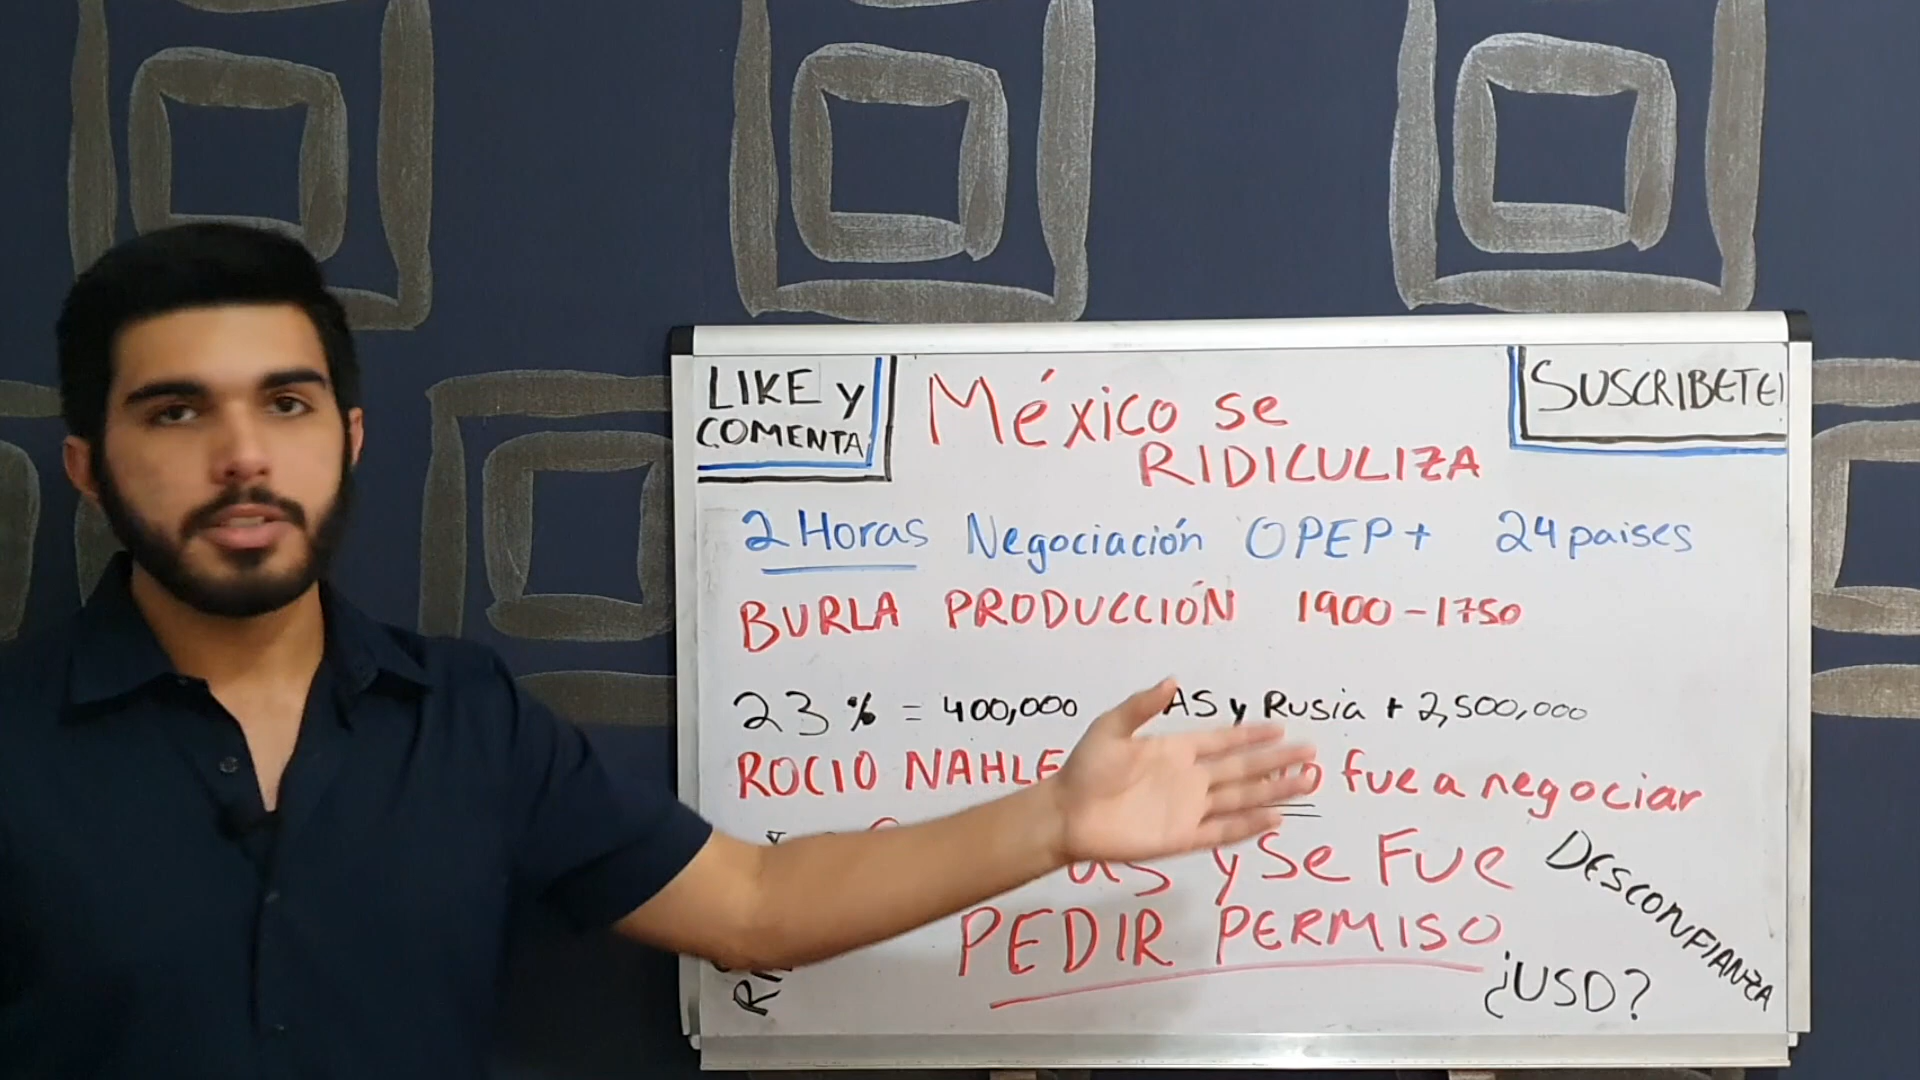 LIKE y
COMENTA
México se
RIDICULIZA
SUSCRIBETE!
2 Horas Negociación OPEP+ 24 paises
BURLA PRODUCCIÓN 1900-1750
23% = 400,000 AS y Rusia + 2,500,000
ROCIO NAHLE fue a negociar
y Se Fue
PEDIR PERMISO
DESCONFIANZA
¿USD?